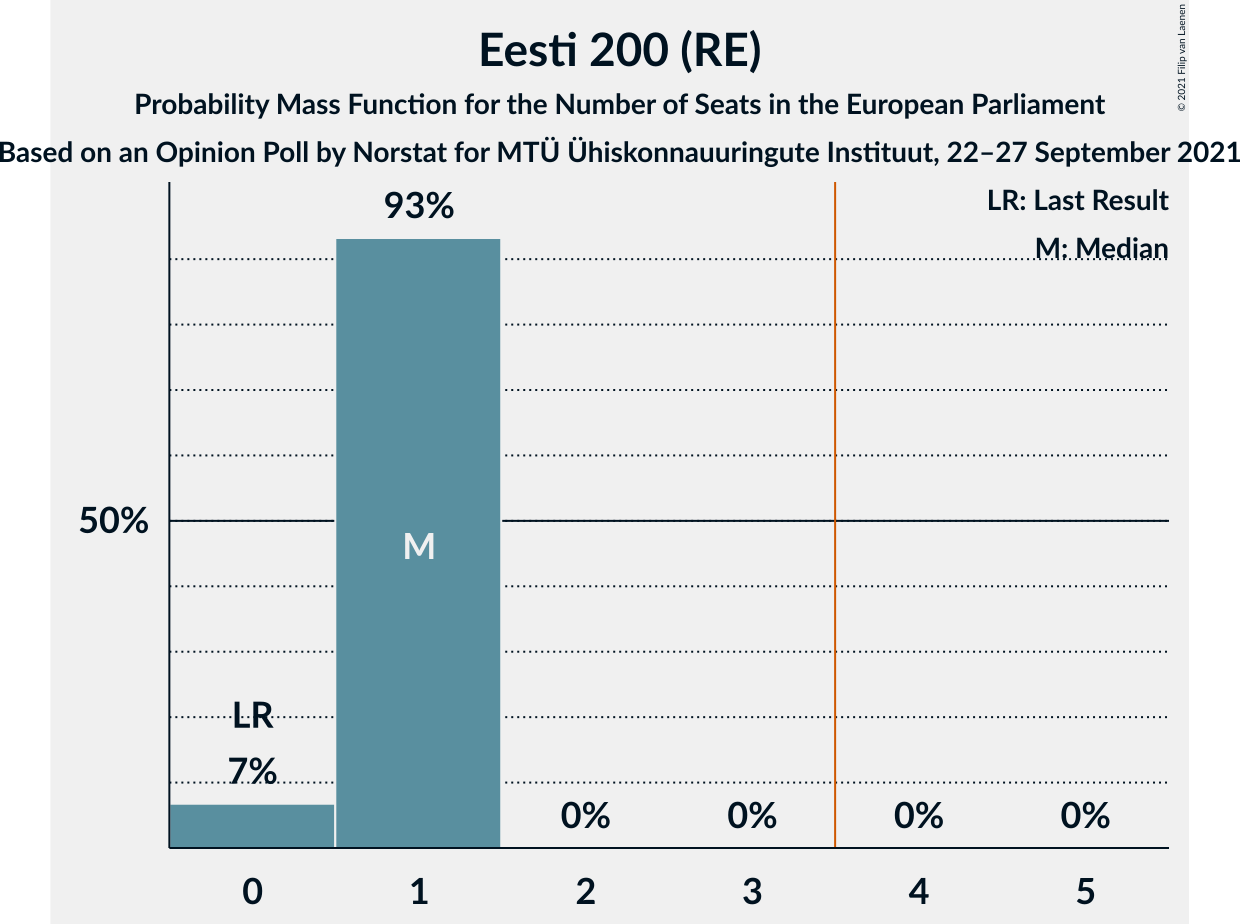 Eesti 200 (RE)
Probability Mass Function for the Number of Seats in the European Parliament
Based on an Opinion Poll by Norstat for MTÜ Ühiskonnauuringute Instituut, 22–27 September 2021
© 2021 Filip van Laenen
LR: Last Result
M: Median
93%
50%
M
LR
7%
0%
0%
0%
0%
0
1
2
3
4
5